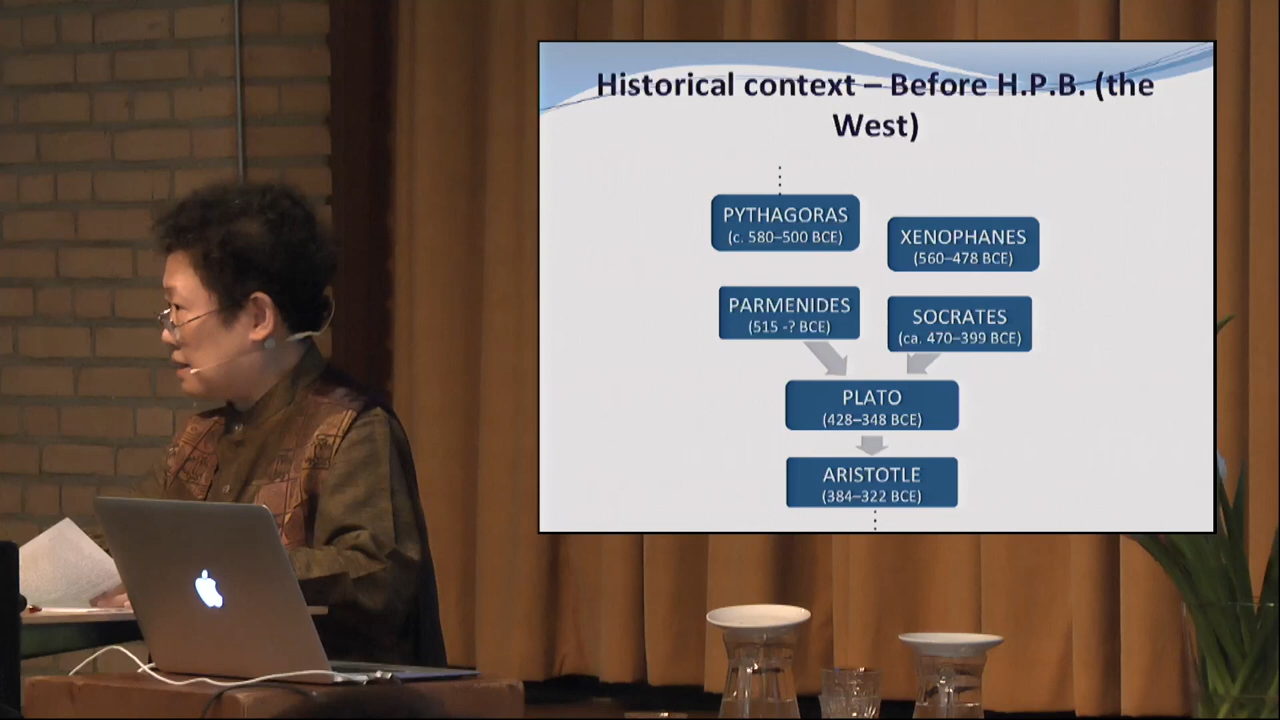 Historical context – Before H.P.B. (the
West)
PYTHAGORAS
(c. 580–500 BCE)
XENOPHANES
(560–478 BCE)
PARMENIDES
(515 -? BCE)
SOCRATES
(ca. 470–399 BCE)
PLATO
(428–348 BCE)
ARISTOTLE
(384–322 BCE)